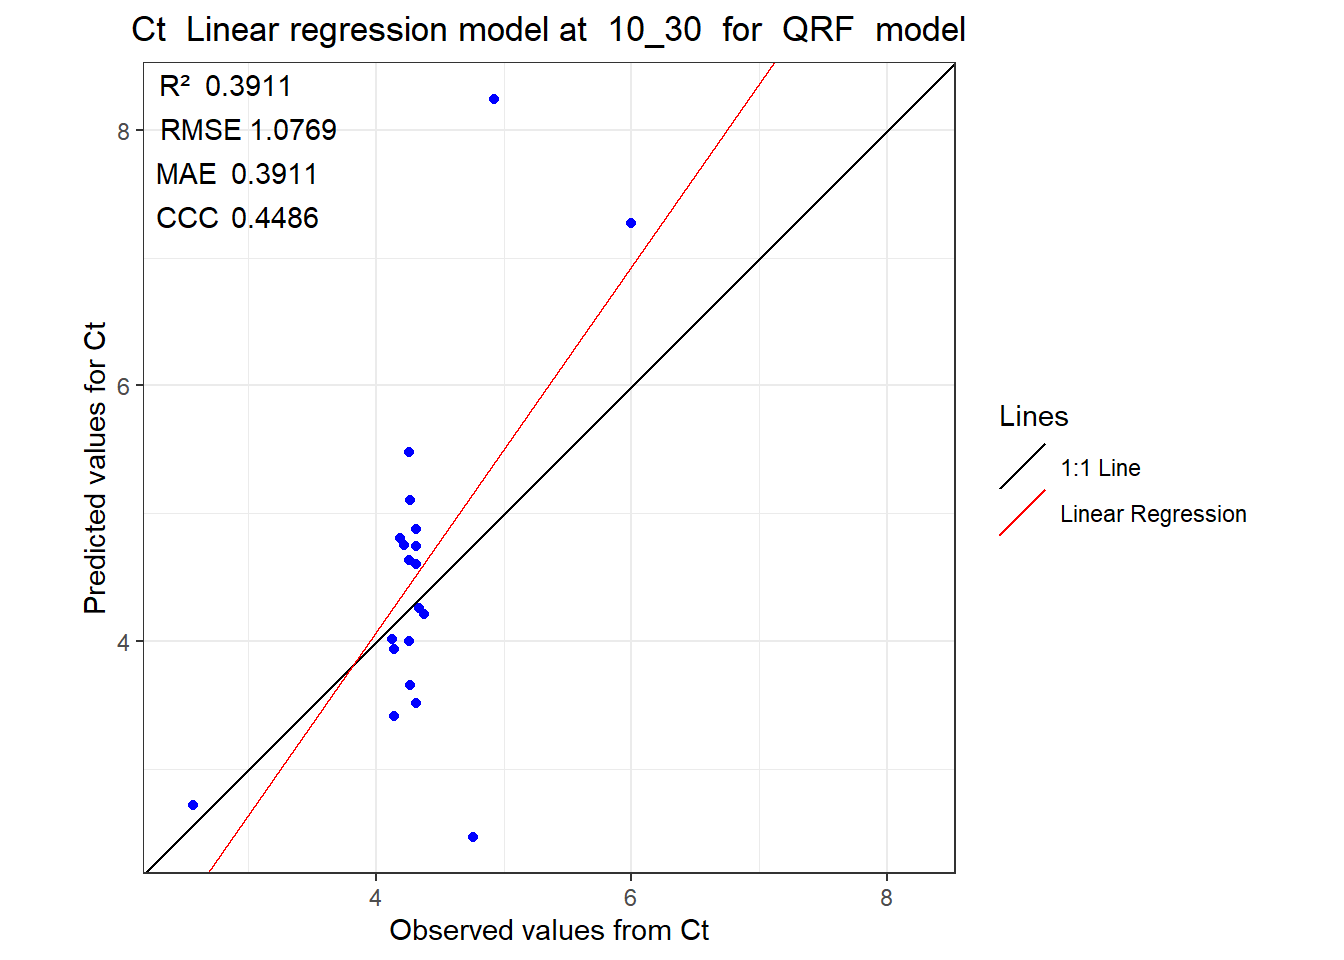 Ct Linear regression model at 10_30 for QRF model
R² 0.3911
RMSE 1.0769
MAE 0.3911
CCC 0.4486
8
6
4
Predicted values for Ct
4 6 8
Observed values from Ct
Lines
1:1 Line
Linear Regression